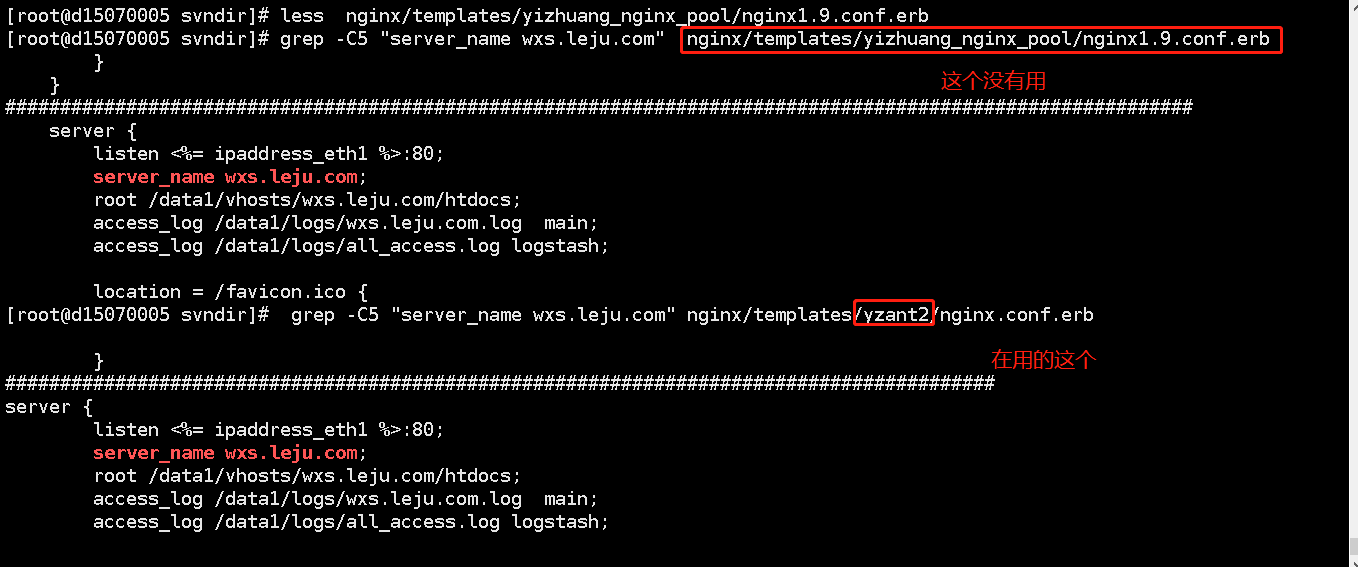 [root@d15070005 svndir]# less  nginx/templates/yizhuang_nginx_pool/nginx1.9.conf.erb
[root@d15070005 svndir]# grep -C5 "server_name wxs.leju.com"  nginx/templates/yizhuang_nginx_pool/nginx1.9.conf.erb
        }
这个没有用
    }
############################################################################################################
    server {
        listen <%= ipaddress_eth1 %>:80;
        server_name wxs.leju.com;
        root /data1/vhosts/wxs.leju.com/htdocs;
        access_log /data1/logs/wxs.leju.com.log  main;
        access_log /data1/logs/all_access.log logstash;
        location = /favicon.ico {
[root@d15070005 svndir]#  grep -C5 "server_name wxs.leju.com" nginx/templates/yzant2/nginx.conf.erb
        }
在用的这个
##########################################################################################
server {
        listen <%= ipaddress_eth1 %>:80;
        server_name wxs.leju.com;
        root /data1/vhosts/wxs.leju.com/htdocs;
        access_log /data1/logs/wxs.leju.com.log  main;
        access_log /data1/logs/all_access.log logstash;